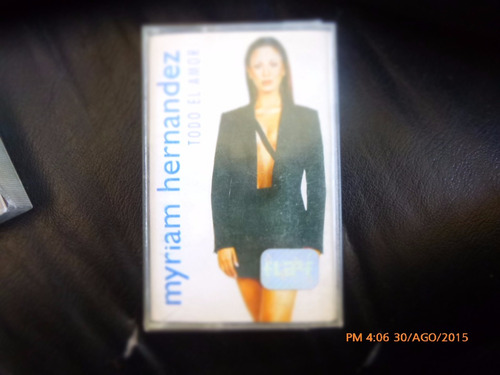 myriam hernandez
TODO EL AMOR
PM 4:06 30/AGO/2015